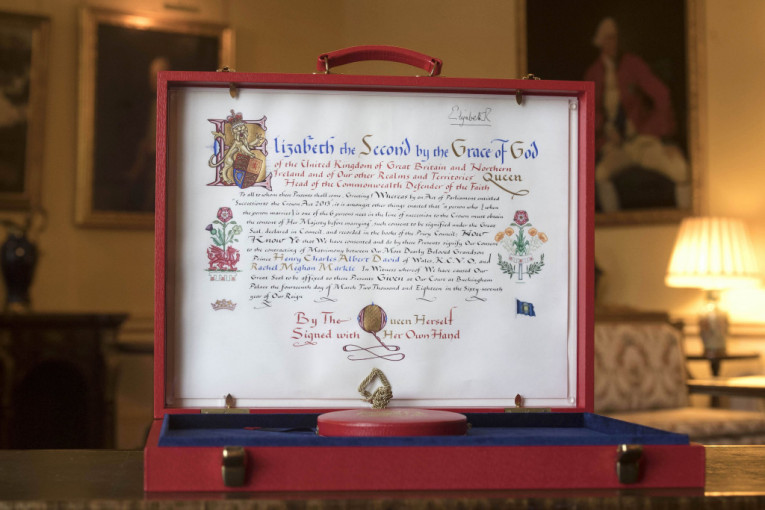 Elizabeth R
Elizabeth the Second by the Grace of God
of the United Kingdom of Great Britain and Northern
Ireland and of Our other Realms and Territories Queen
Head of the Commonwealth Defender of the Faith
To all to whom these Presents shall come, Greeting! Whereas by an Act of Parliament entitled
"Succession to the Crown Act 2013", it is amongst other things enacted that "a person who (when
the person marries) is one of the 6 persons next in the line of succession to the Crown must obtain
the consent of Her Majesty before marrying", such consent to be signified under the Great
Seal, declared in Council, and recorded in the books of the Privy Council; Now
Know Ye that We have consented and do by these Presents signify Our Consent
to the contracting of Matrimony between Our Most Dearly Beloved Grandson
Prince Henry Charles Albert David of Wales, K.C.V.O. and
Rachel Meghan Markle In Witness whereof We have caused Our
Great Seal to be affixed to these Presents Given at Our Court at Buckingham
Palace the fourteenth day of March Two Thousand and Eighteen in the Sixty-seventh
year of Our Reign
By The Queen Herself
Signed with Her Own Hand